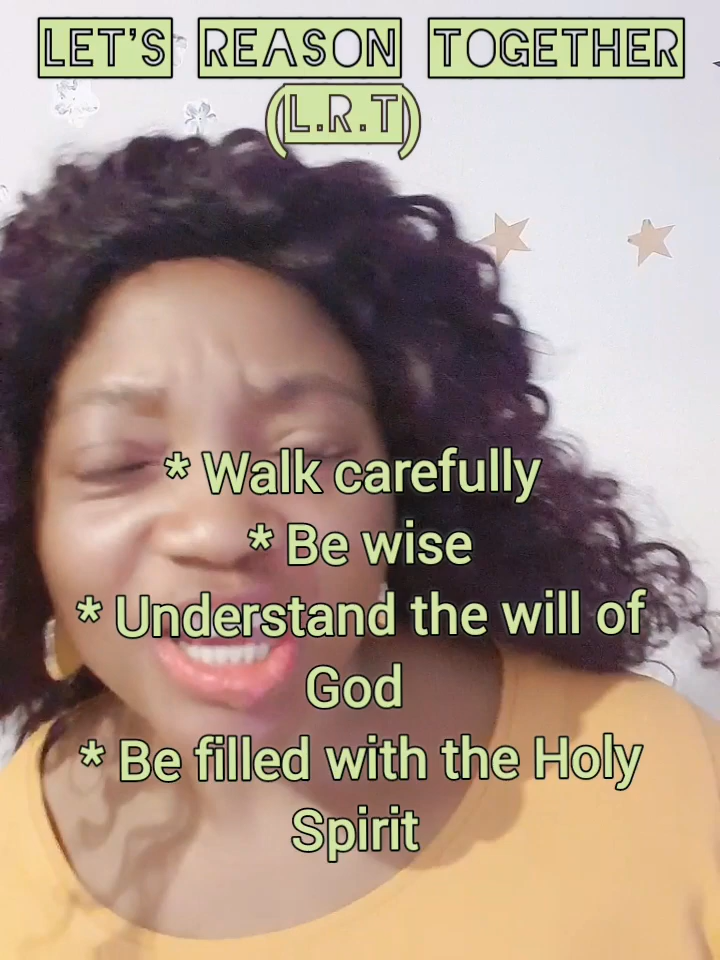 LET'S REASON TOGETHER
(L.R.T)
* Walk carefully
* Be wise
* Understand the will of
God
* Be filled with the Holy
Spirit